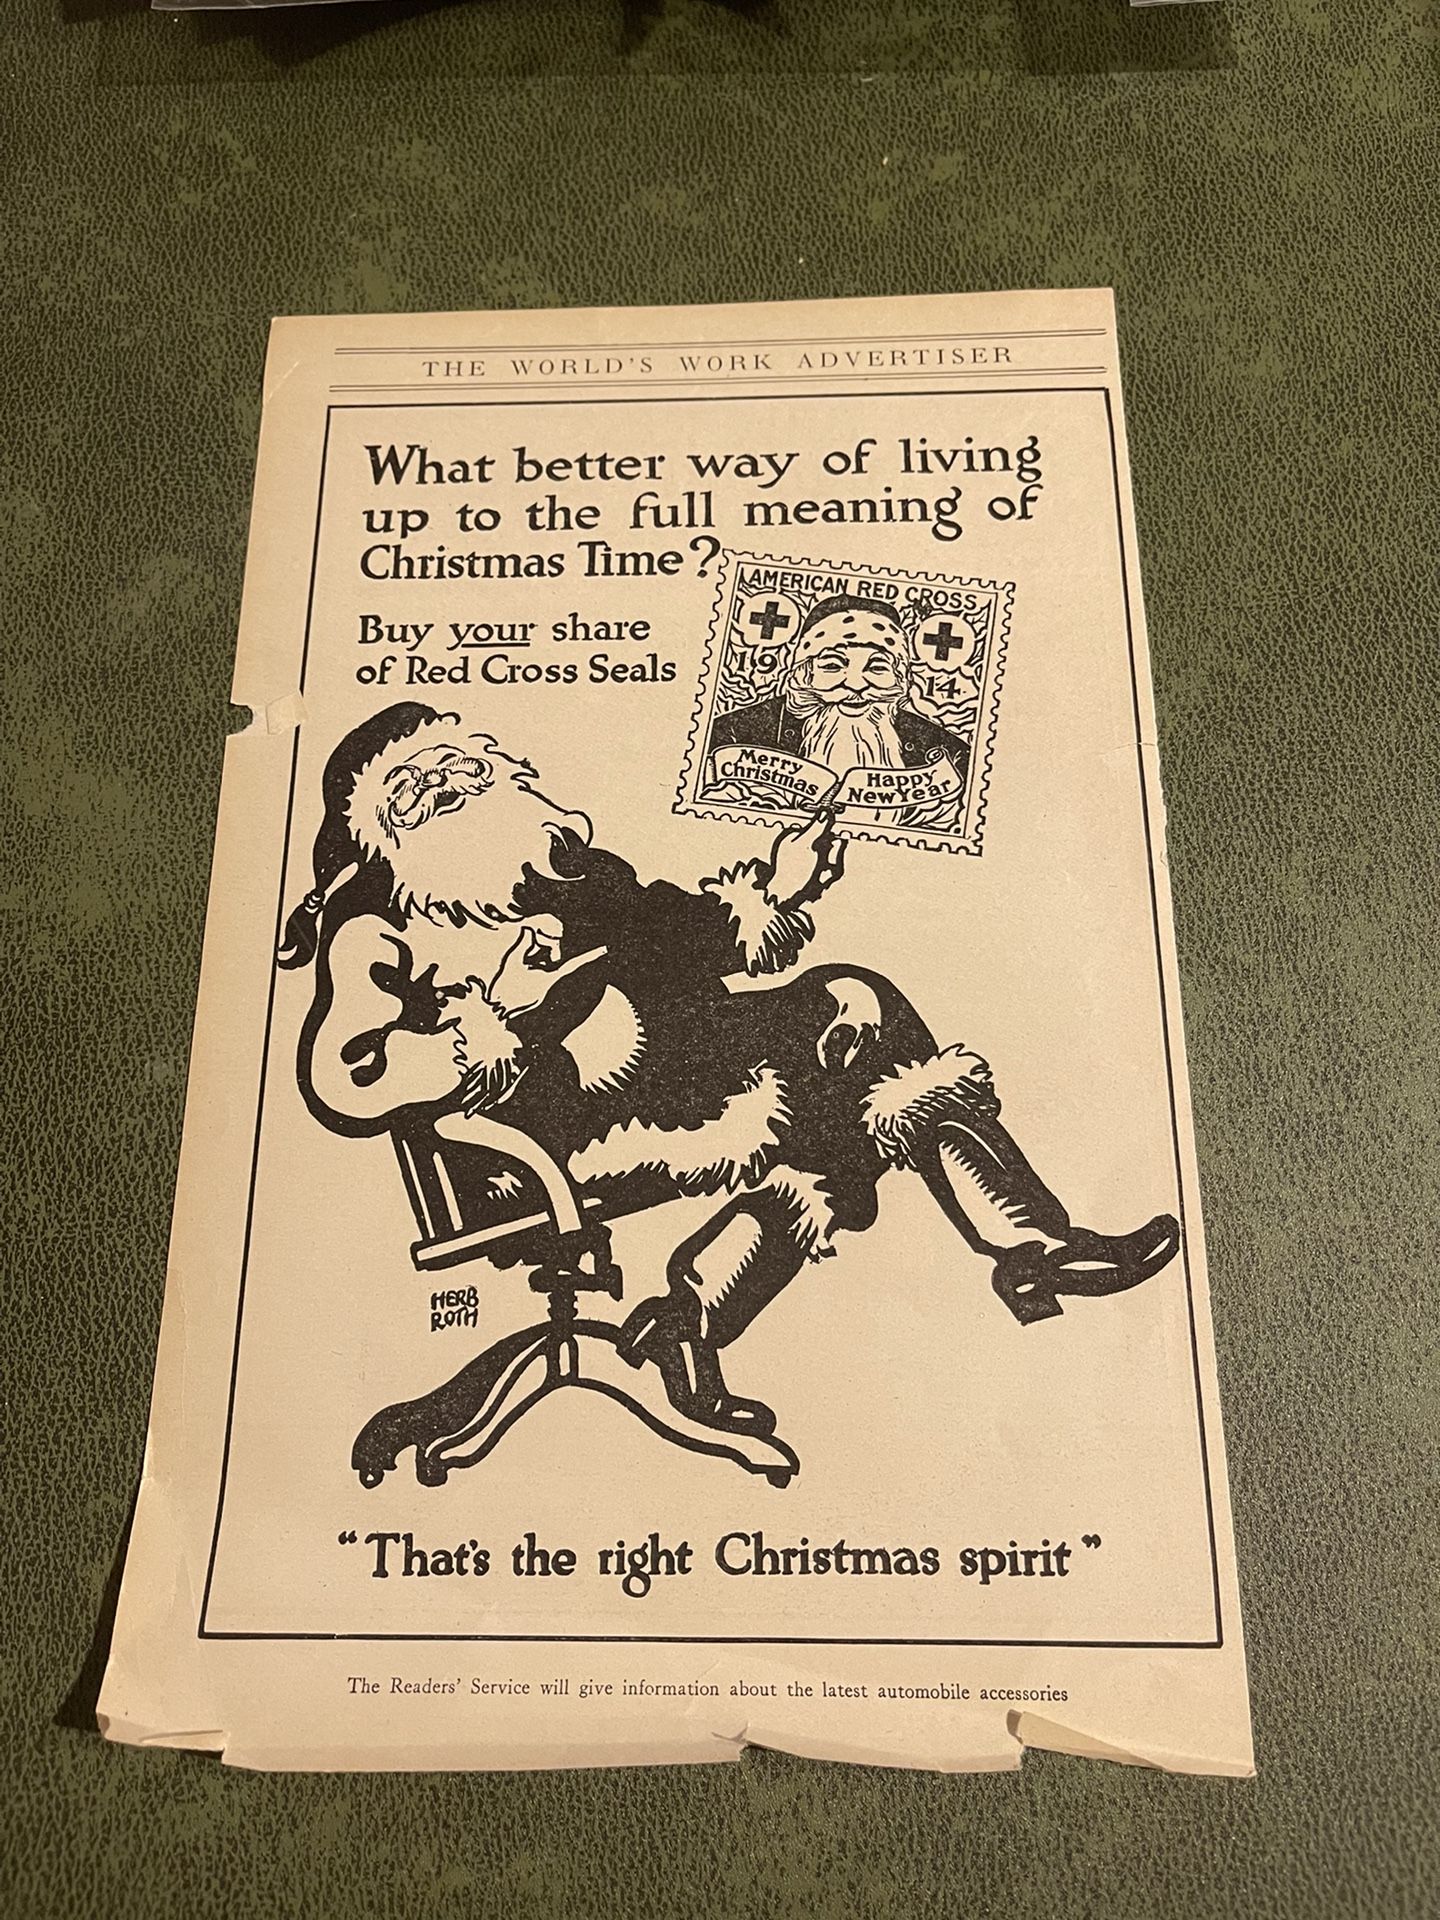 THE WORLD'S WORK ADVERTISER
What better way of living
up to the full meaning of
Christmas Time?
Buy your share
of Red Cross Seals
AMERICAN RED CROSS
19
14
Merry
Christmas
Happy
New Year
HERB
ROTH
"That's the right Christmas spirit"
The Readers' Service will give information about the latest automobile accessories